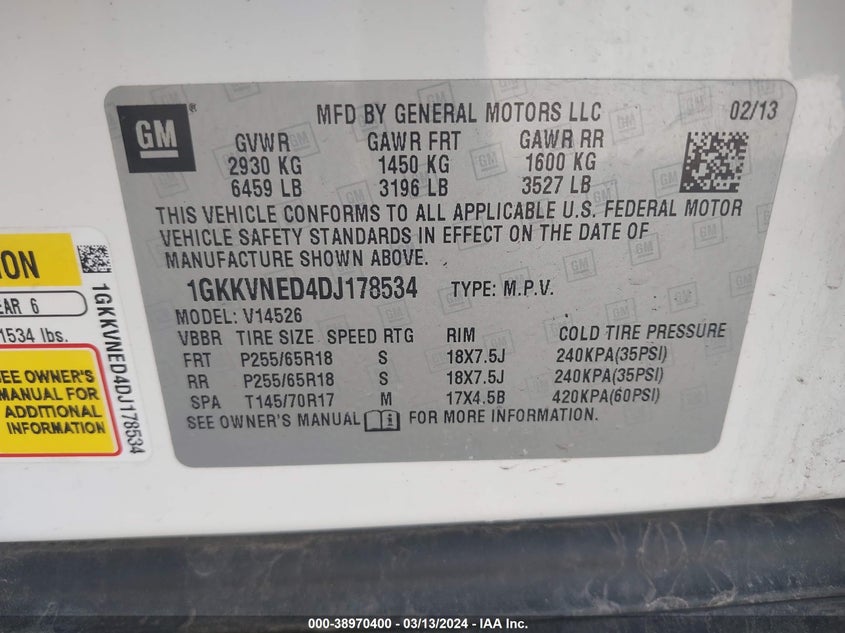 GM
MFD BY GENERAL MOTORS LLC 02/13
GVWR GAWR FRT GAWR RR
2930 KG 1450 KG 1600 KG
6459 LB 3196 LB 3527 LB
THIS VEHICLE CONFORMS TO ALL APPLICABLE U.S. FEDERAL MOTOR
VEHICLE SAFETY STANDARDS IN EFFECT ON THE DATE OF
MANUFACTURE SHOWN ABOVE.
1GKKVNED4DJ178534 TYPE: M.P.V.
MODEL: V14526
VBBR TIRE SIZE SPEED RTG RIM COLD TIRE PRESSURE
FRT P255/65R18 S 18X7.5J 240KPA(35PSI)
RR P255/65R18 S 18X7.5J 240KPA(35PSI)
SPA T145/70R17 M 17X4.5B 420KPA(60PSI)
SEE OWNER'S MANUAL FOR MORE INFORMATION.
ION
EAR 6
1534 lbs.
SEE OWNER'S
MANUAL FOR
ADDITIONAL
INFORMATION
1GKKVNED4DJ178534
000-38970400 - 03/13/2024 - IAA Inc.